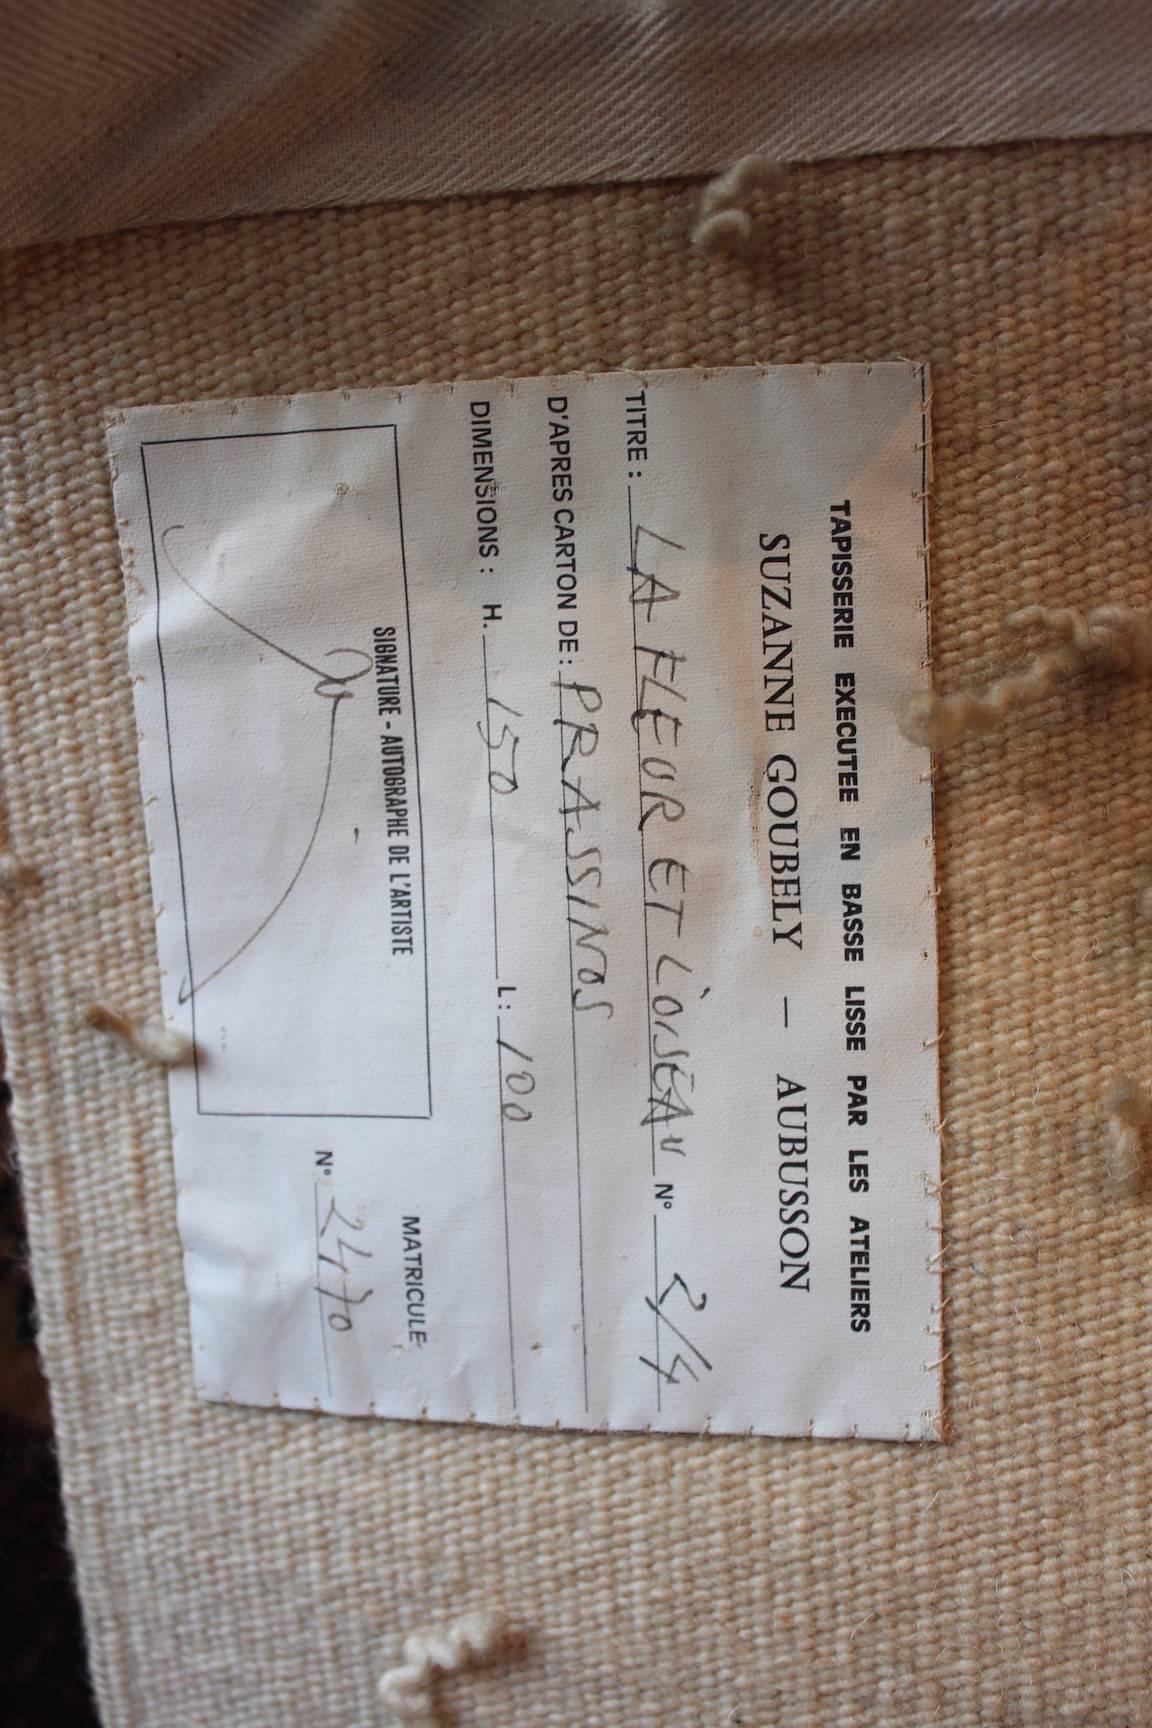 TAPISSERIE EXECUTEE EN BASSE LISSE PAR LES ATELIERS
SUZANNE GOUBELY — AUBUSSON
TITRE : LA FLEUR ET L'OISEAU N° 2/4
D'APRES CARTON DE : PRASSINOS
DIMENSIONS : H. 150 L : 100
SIGNATURE - AUTOGRAPHE DE L'ARTISTE
MATRICULE
N° 2470